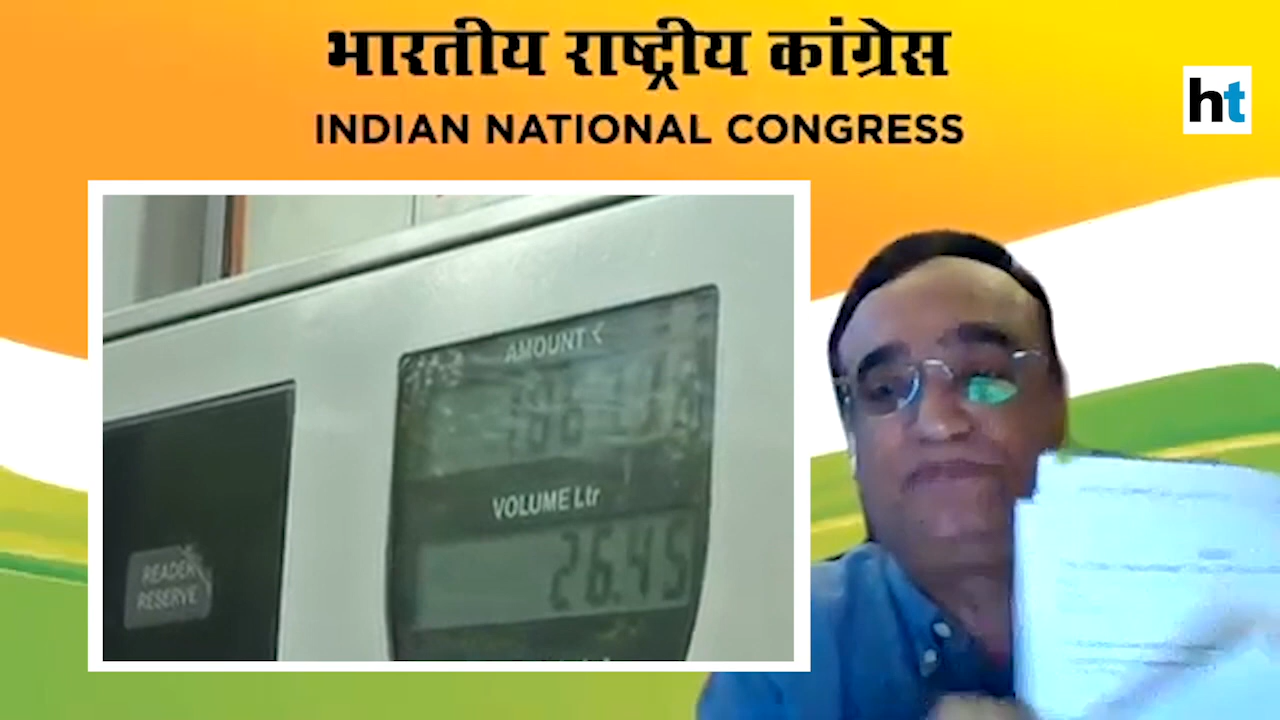 भारतीय राष्ट्रीय कांग्रेस
INDIAN NATIONAL CONGRESS
ht
AMOUNT ₹
VOLUME Ltr
26.45
READER
RESERVE